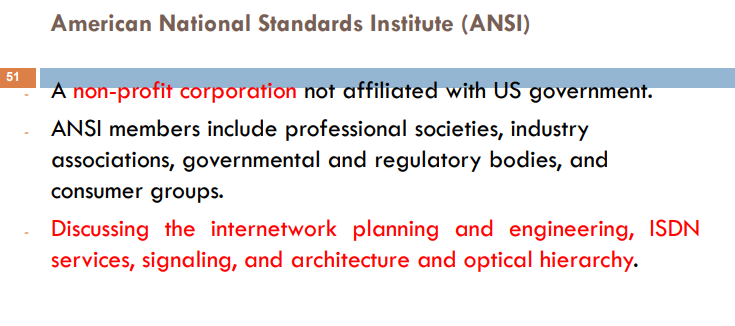 American National Standards Institute (ANSI)
51
- A non-profit corporation not affiliated with US government.
- ANSI members include professional societies, industry
associations, governmental and regulatory bodies, and
consumer groups.
- Discussing the internetwork planning and engineering, ISDN
services, signaling, and architecture and optical hierarchy.